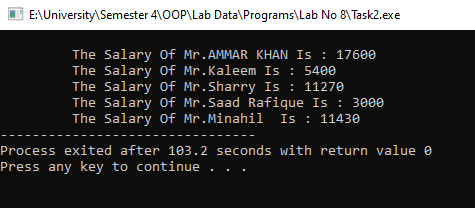 E:\University\Semester 4\OOP\Lab Data\Programs\Lab No 8\Task2.exe
The Salary Of Mr.AMMAR KHAN Is : 17600
The Salary Of Mr.Kaleem Is : 5400
The Salary Of Mr.Sharry Is : 11270
The Salary Of Mr.Saad Rafique Is : 3000
The Salary Of Mr.Minahil  Is : 11430
--------------------------------
Process exited after 103.2 seconds with return value 0
Press any key to continue . . .